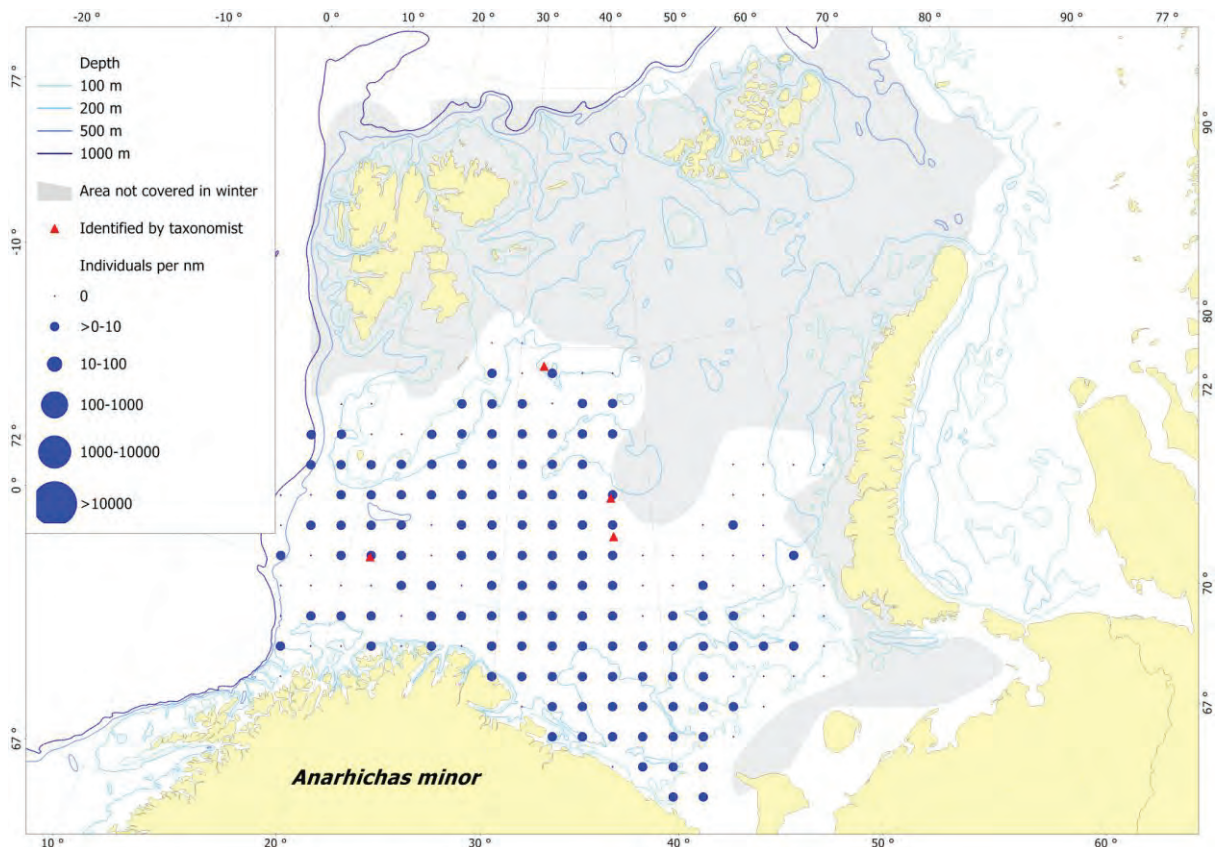 -20 ° -10 ° 0 ° 10 ° 20 ° 30 ° 40 ° 50 ° 60 ° 70 ° 80 ° 90 ° 77 °
77 °
-10 °
72 °
0 °
67 °
Depth
100 m
200 m
500 m
1000 m
Area not covered in winter
Identified by taxonomist
Individuals per nm
0
>0-10
10-100
100-1000
1000-10000
>10000
90 °
80 °
72 °
70 °
67 °
Anarhichas minor
10 ° 20 ° 30 ° 40 ° 50 ° 60 °